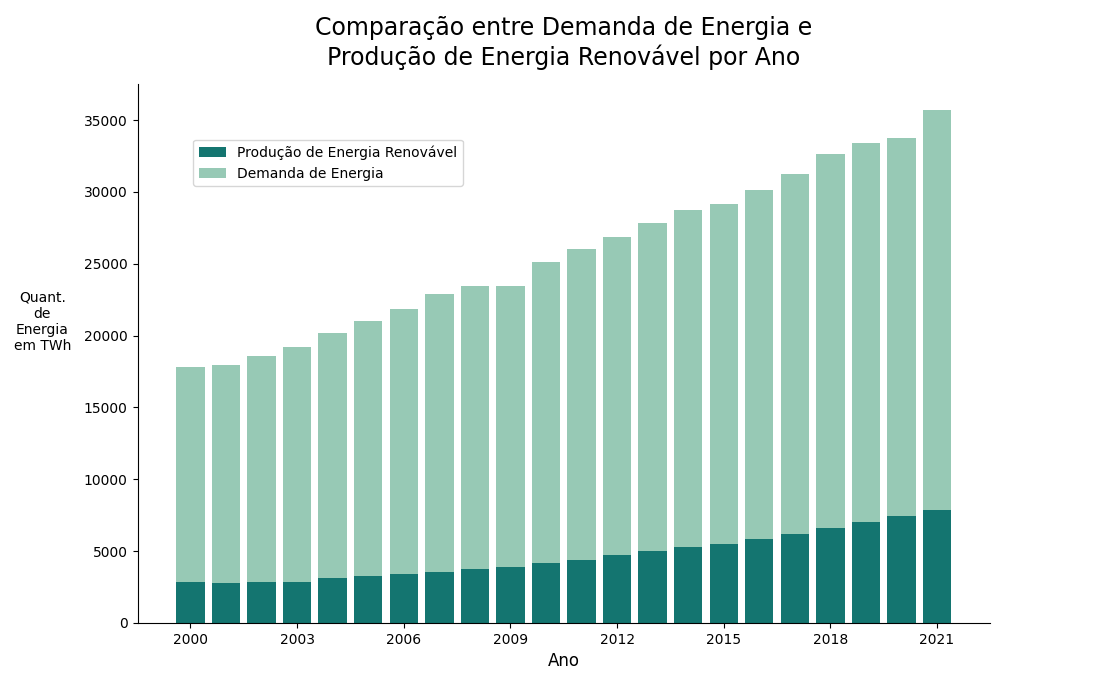 Comparação entre Demanda de Energia e
Produção de Energia Renovável por Ano
35000
30000
25000
20000
15000
10000
5000
0
Quant.
de
Energia
em TWh
Produção de Energia Renovável
Demanda de Energia
2000 2003 2006 2009 2012 2015 2018 2021
Ano